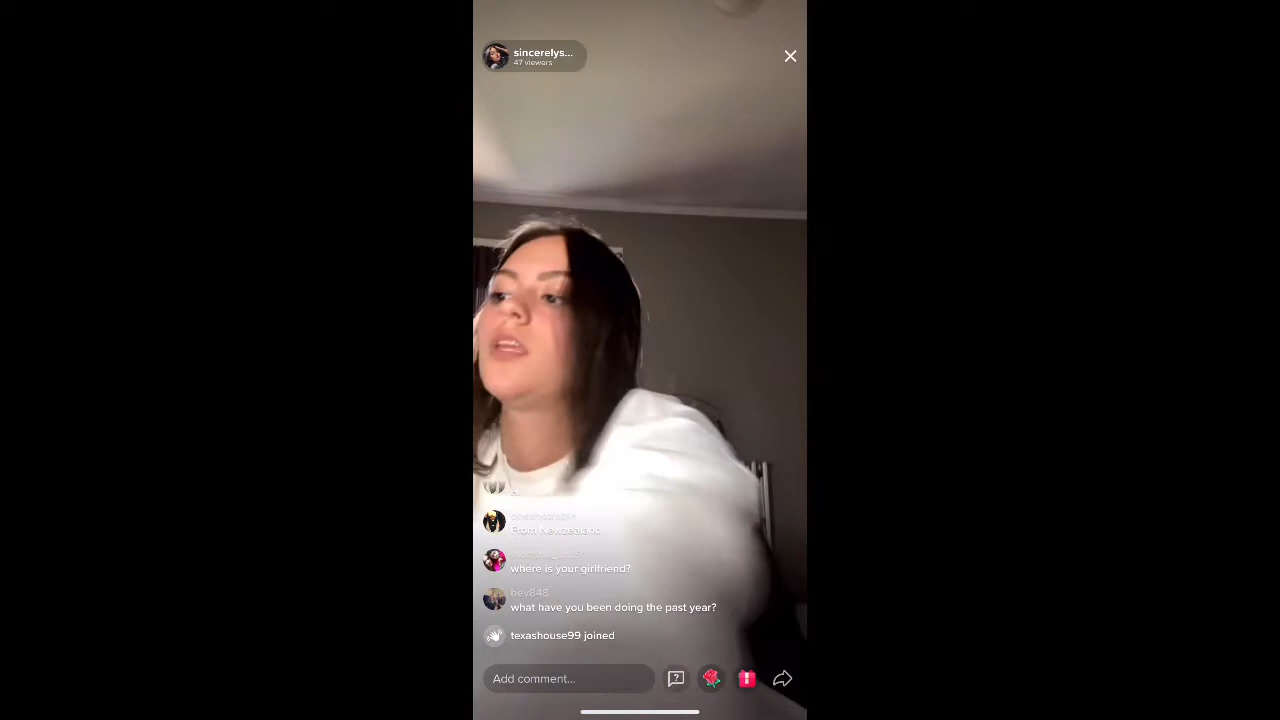 sincerelys...
47 viewers
From Newzealand
where is your girlfriend?
bev848
what have you been doing the past year?
texashouse99 joined
Add comment...